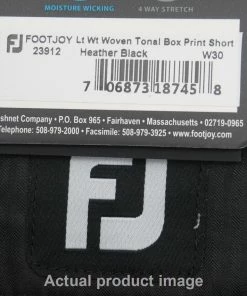 MOISTURE WICKING 4 WAY STRETCH
FJ FOOTJOY Lt Wt Woven Tonal Box Print Short
23912 Heather Black W30
7 06873 18745 8
shnet Company • P.O. BOX 965 • Fairhaven • Massachusetts • 02719-0965
Telephone: 508-979-2000 • Facsimile: 508-979-3925 • www.footjoy.com
FJ
Actual product image